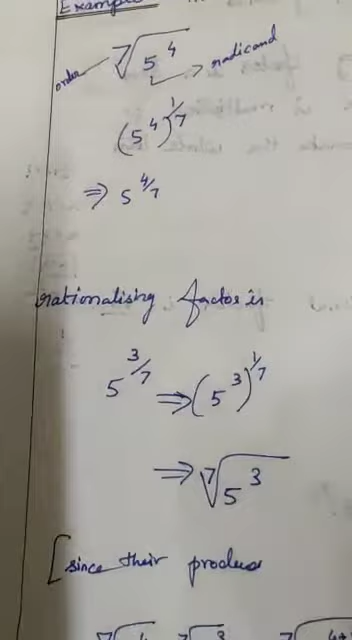 Example
⁷√5⁴
order
radicand
(5⁴)^1/7
⇒ 5^4/7
rationalising factor is
5^3/7 ⇒ (5³)^1/7
⇒ ⁷√5³
[since their produc